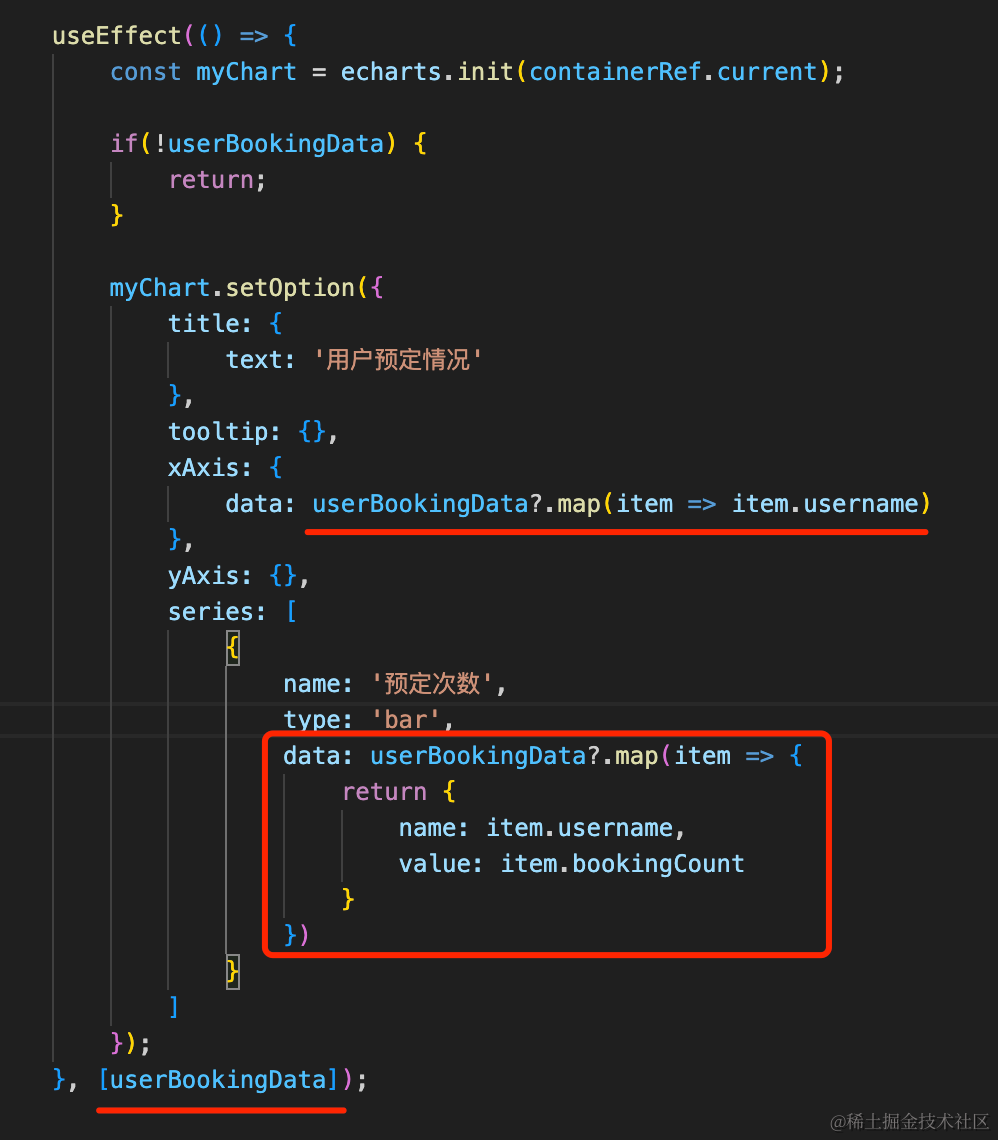 useEffect(() => {
    const myChart = echarts.init(containerRef.current);

    if(!userBookingData) {
        return;
    }

    myChart.setOption({
        title: {
            text: '用户预定情况'
        },
        tooltip: {},
        xAxis: {
            data: userBookingData?.map(item => item.username)
        },
        yAxis: {},
        series: [
            {
                name: '预定次数',
                type: 'bar',
                data: userBookingData?.map(item => {
                    return {
                        name: item.username,
                        value: item.bookingCount
                    }
                })
            }
        ]
    });
}, [userBookingData]);
@稀土掘金技术社区